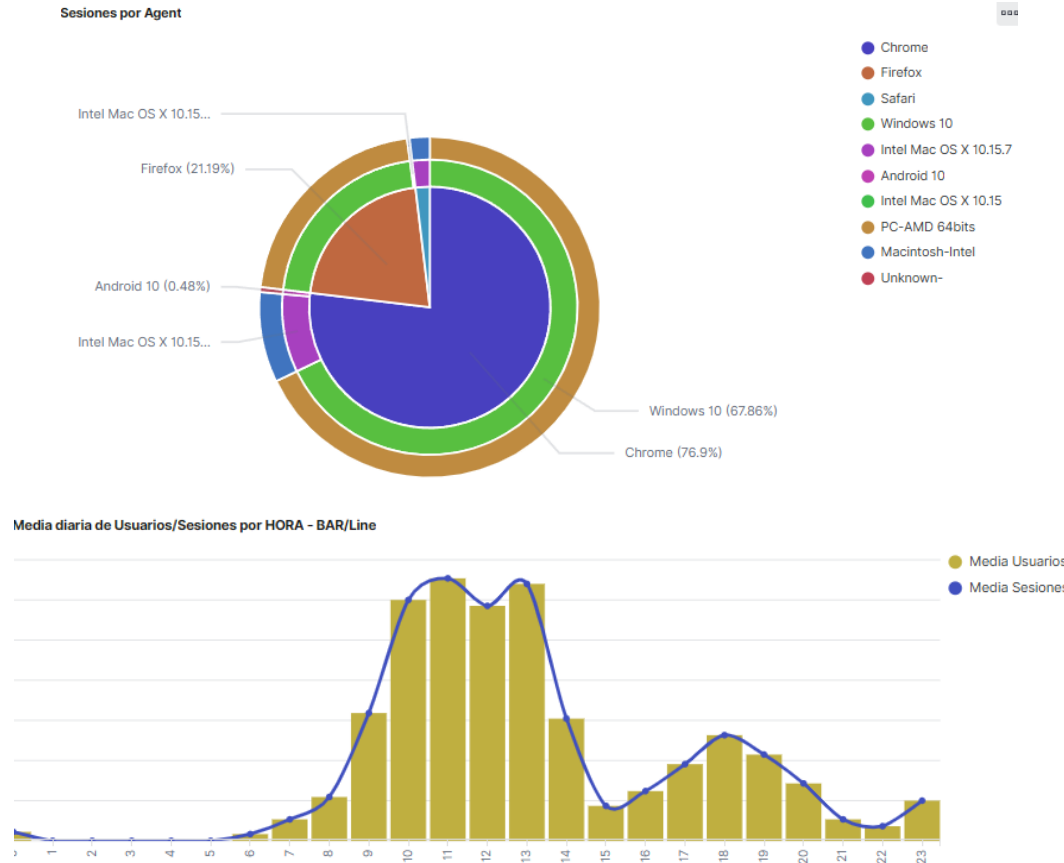 Sesiones por Agent
Chrome
Firefox
Safari
Windows 10
Intel Mac OS X 10.15.7
Android 10
Intel Mac OS X 10.15
PC-AMD 64bits
Macintosh-Intel
Unknown-
Intel Mac OS X 10.15...
Firefox (21.19%)
Android 10 (0.48%)
Intel Mac OS X 10.15...
Windows 10 (67.86%)
Chrome (76.9%)
Media diaria de Usuarios/Sesiones por HORA - BAR/Line
Media Usuarios
Media Sesiones
1 2 3 4 5 6 7 8 9 10 11 12 13 14 15 16 17 18 19 20 21 22 23